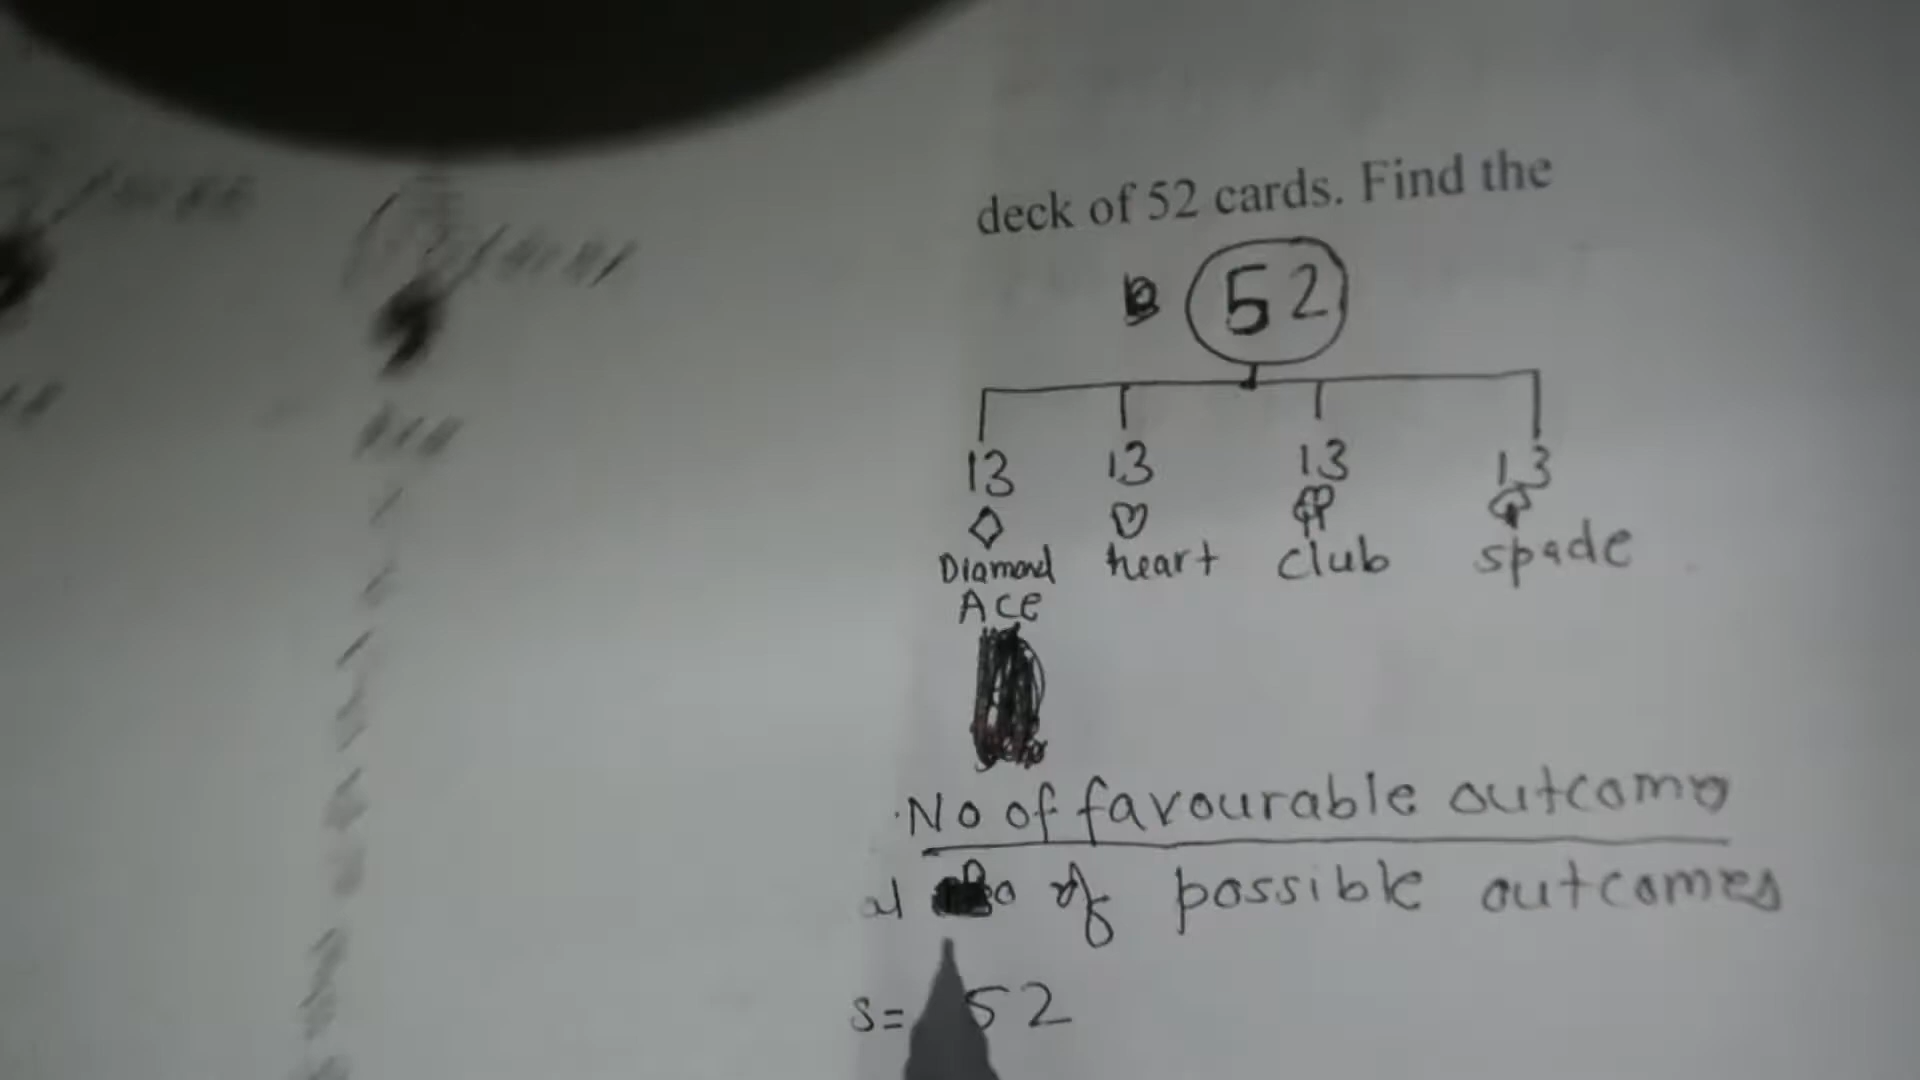 deck of 52 cards. Find the
52
13 13 13 13
Diamond heart club spade
Ace
No of favourable outcome
of possible outcomes
s= 52